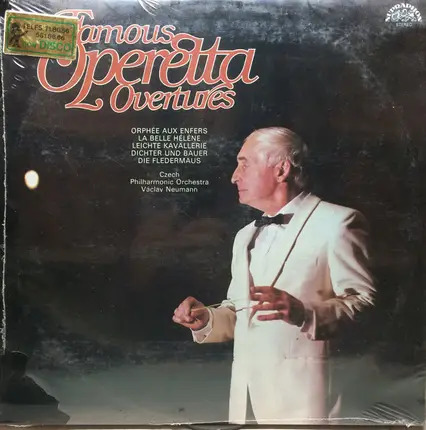 Famous
Operetta
Overtures
SUPRAPHON
STEREO
ORPHÉE AUX ENFERS
LA BELLE HÉLÈNE
LEICHTE KAVALLERIE
DICHTER UND BAUER
DIE FLEDERMAUS
Czech
Philharmonic Orchestra
Václav Neumann